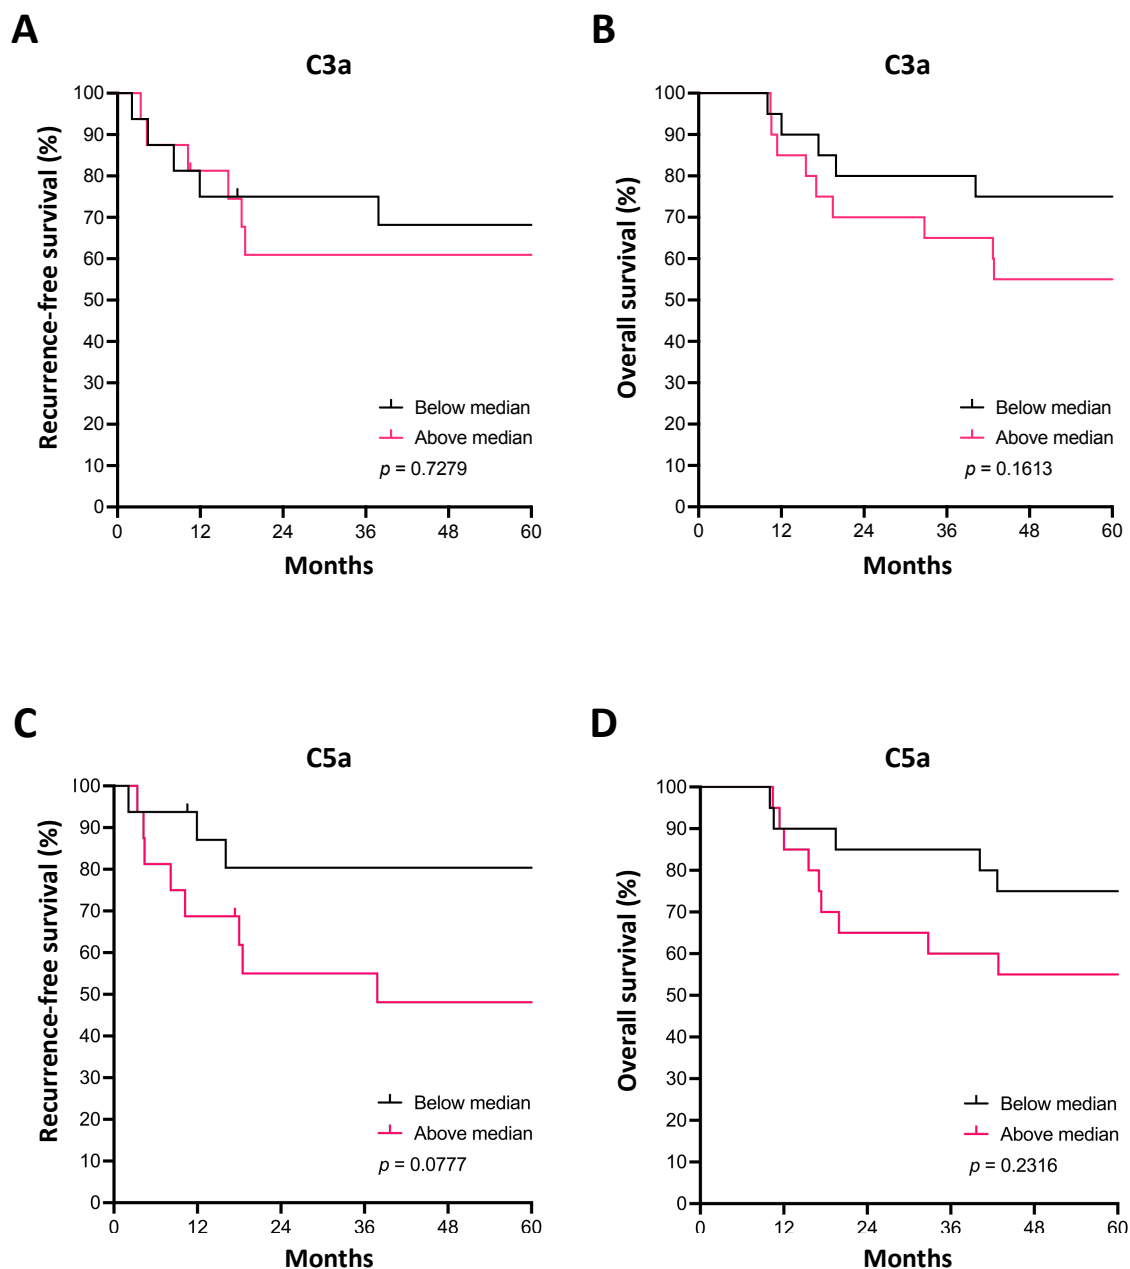 A
C3a
Recurrence-free survival (%)
100
90
80
70
60
50
40
30
20
10
0
0 12 24 36 48 60
Months
Below median
Above median
p = 0.7279
B
C3a
Overall survival (%)
100
90
80
70
60
50
40
30
20
10
0
0 12 24 36 48 60
Months
Below median
Above median
p = 0.1613
C
C5a
Recurrence-free survival (%)
100
90
80
70
60
50
40
30
20
10
0
0 12 24 36 48 60
Months
Below median
Above median
p = 0.0777
D
C5a
Overall survival (%)
100
90
80
70
60
50
40
30
20
10
0
0 12 24 36 48 60
Months
Below median
Above median
p = 0.2316